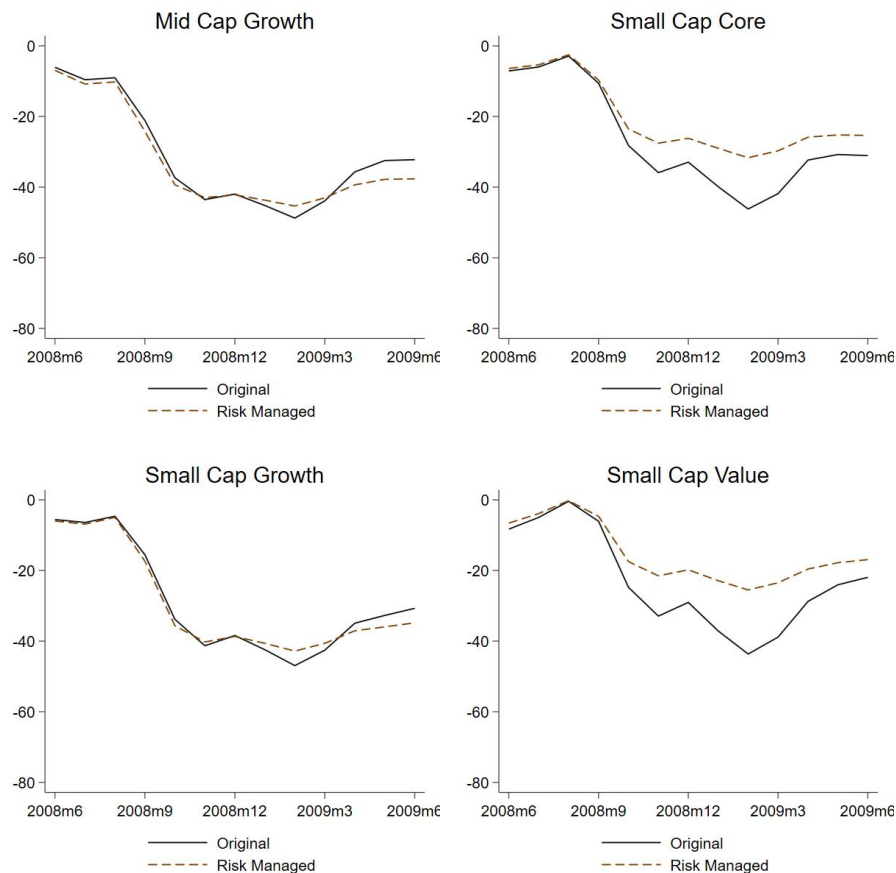 Mid Cap Growth
0
-20
-40
-60
-80
2008m6 2008m9 2008m12 2009m3 2009m6
Original
Risk Managed
Small Cap Core
0
-20
-40
-60
-80
2008m6 2008m9 2008m12 2009m3 2009m6
Original
Risk Managed
Small Cap Growth
0
-20
-40
-60
-80
2008m6 2008m9 2008m12 2009m3 2009m6
Original
Risk Managed
Small Cap Value
0
-20
-40
-60
-80
2008m6 2008m9 2008m12 2009m3 2009m6
Original
Risk Managed